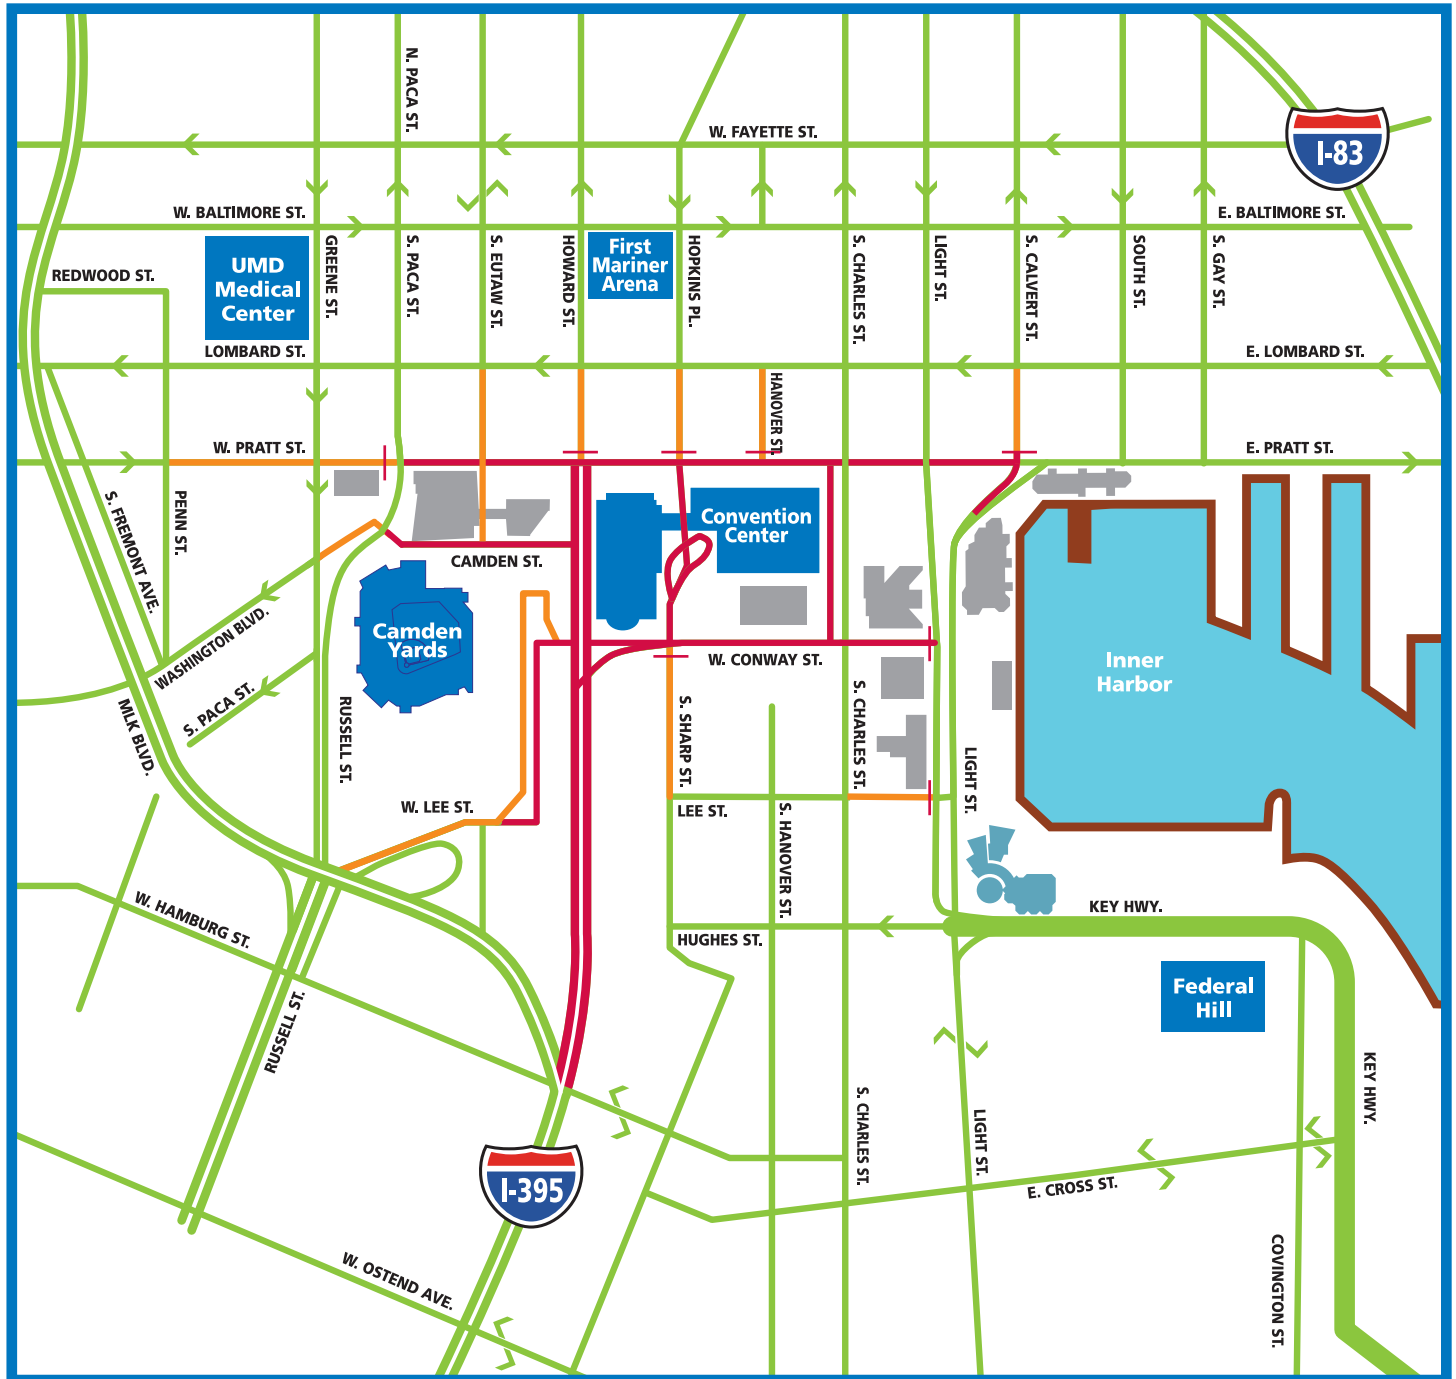 N. PACA ST.
W. FAYETTE ST.
I-83
W. BALTIMORE ST.
E. BALTIMORE ST.
UMD
Medical
Center
GREENE ST.
S. PACA ST.
S. EUTAW ST.
HOWARD ST.
First
Mariner
Arena
HOPKINS PL.
S. CHARLES ST.
LIGHT ST.
S. CALVERT ST.
SOUTH ST.
S. GAY ST.
REDWOOD ST.
LOMBARD ST.
E. LOMBARD ST.
HANOVER ST.
W. PRATT ST.
E. PRATT ST.
S. FREMONT AVE.
PENN ST.
Convention
Center
CAMDEN ST.
Camden
Yards
WASHINGTON BLVD.
W. CONWAY ST.
Inner
Harbor
S. PACA ST.
MLK BLVD.
RUSSELL ST.
S. SHARP ST.
S. CHARLES ST.
LIGHT ST.
W. LEE ST.
LEE ST.
S. HANOVER ST.
W. HAMBURG ST.
HUGHES ST.
KEY HWY.
Federal
Hill
RUSSELL ST.
KEY HWY.
S. CHARLES ST.
LIGHT ST.
I-395
E. CROSS ST.
W. OSTEND AVE.
COVINGTON ST.